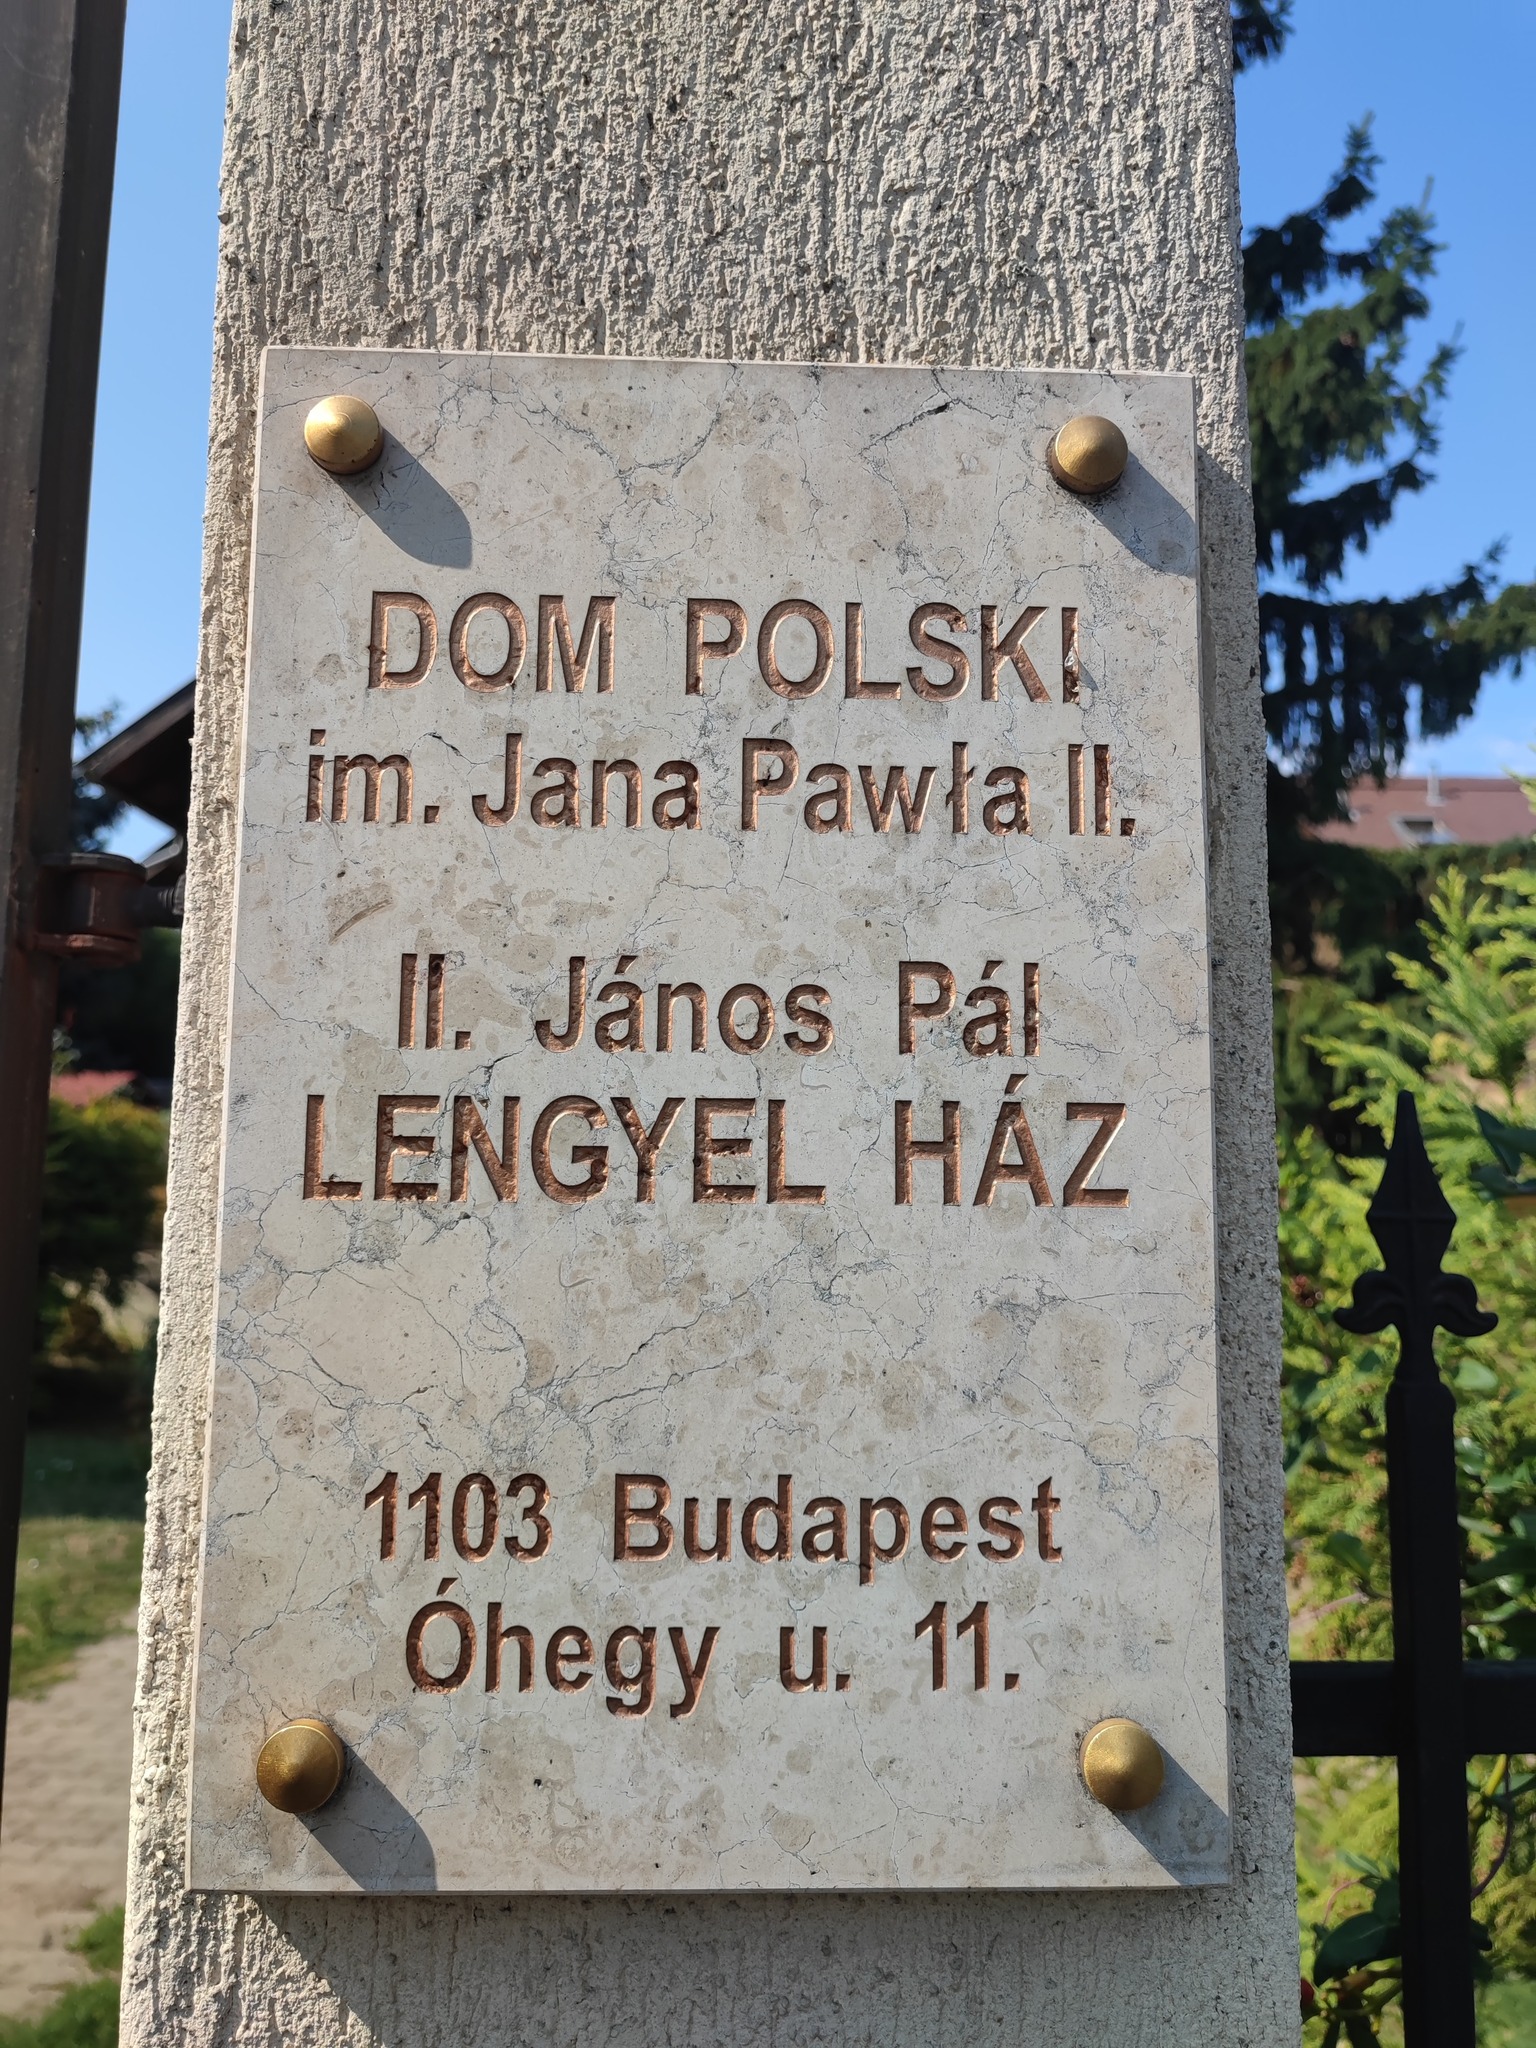 DOM POLSKI
im. Jana Pawła II.
II. János Pál
LENGYEL HÁZ
1103 Budapest
Óhegy u. 11.